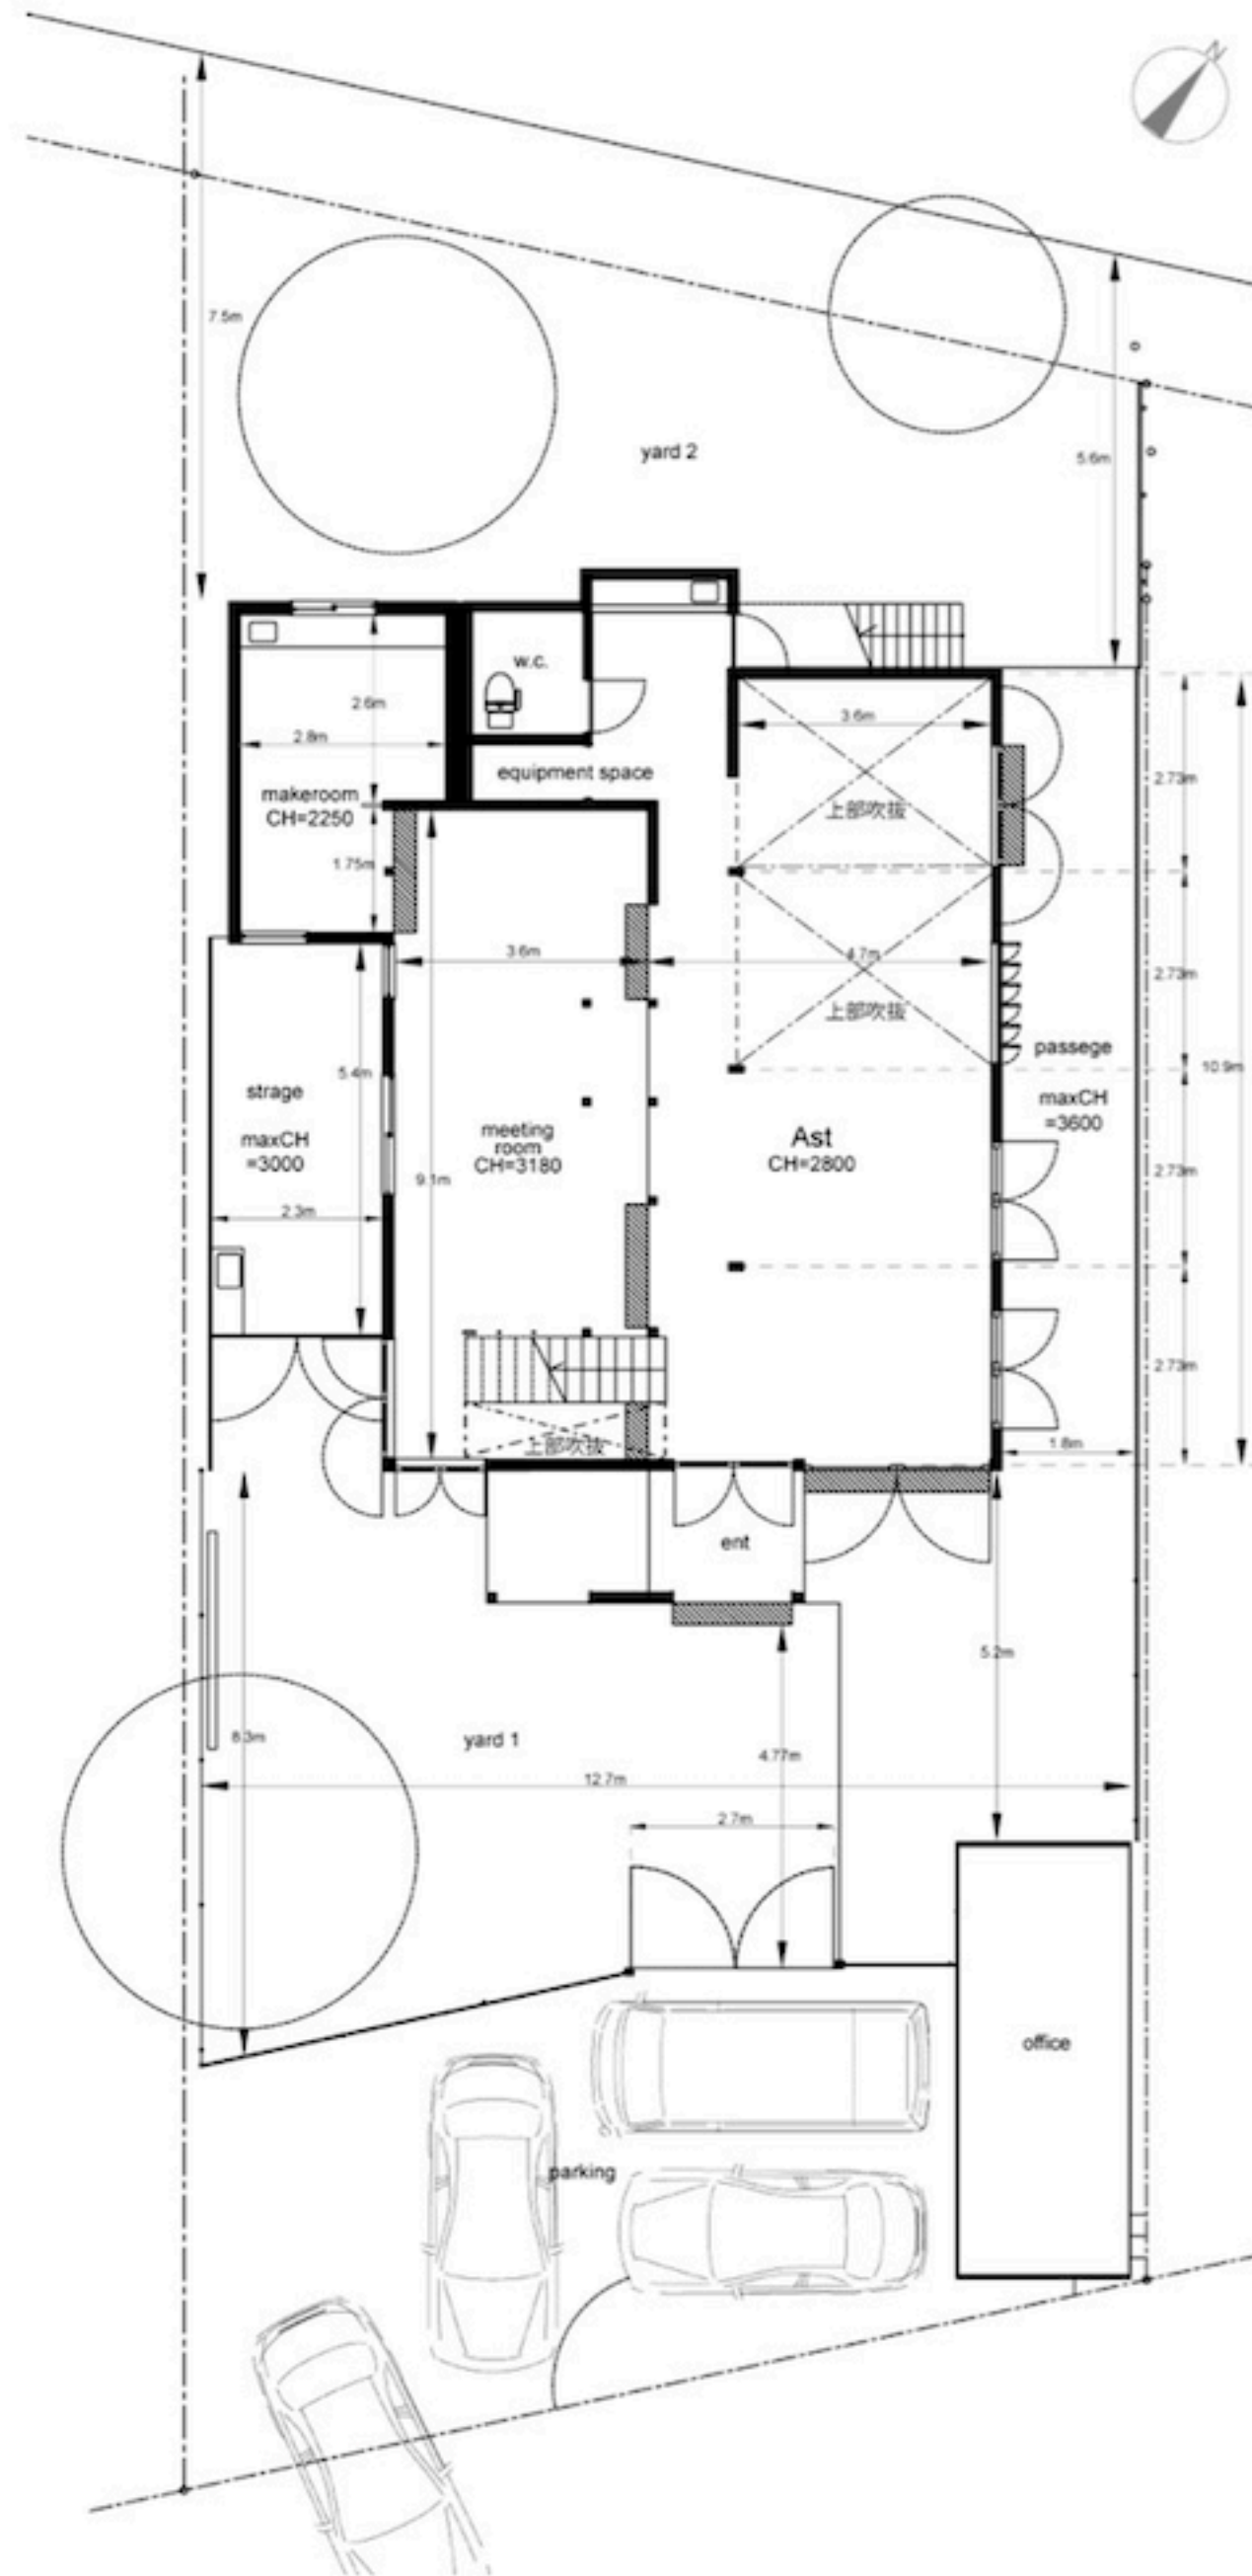 N
7.5m
yard 2
5.6m
w.c.
2.6m
3.6m
2.8m
2.73m
equipment space
makeroom
CH=2250
上部吹抜
1.75m
3.6m
4.7m
2.73m
上部吹抜
passege
5.4m
10.9m
strage
maxCH
=3600
meeting
room
CH=3180
Ast
CH=2800
maxCH
=3000
2.73m
9.1m
2.3m
2.73m
上部吹抜
1.8m
ent
5.2m
8.3m
yard 1
4.77m
12.7m
2.7m
office
parking